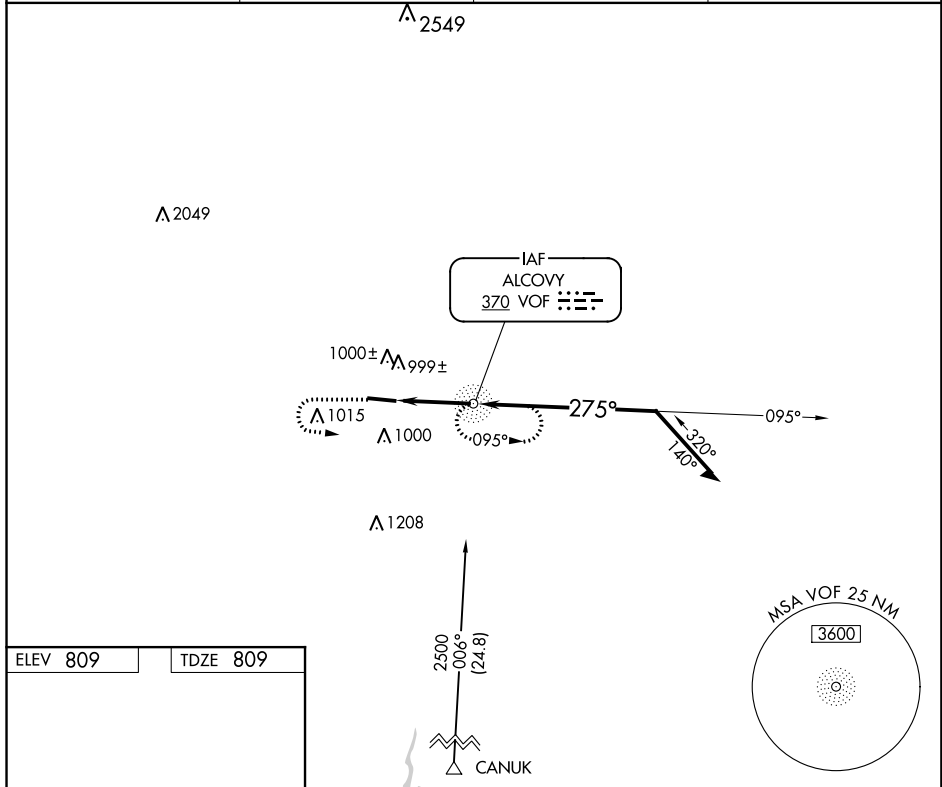 2549
2049
IAF
ALCOVY
370 VOF
1000±
999±
1015
1000
275°
095°
095°
320°
140°
1208
2500
006°
(24.8)
CANUK
MSA VOF 25 NM
3600
ELEV 809
TDZE 809